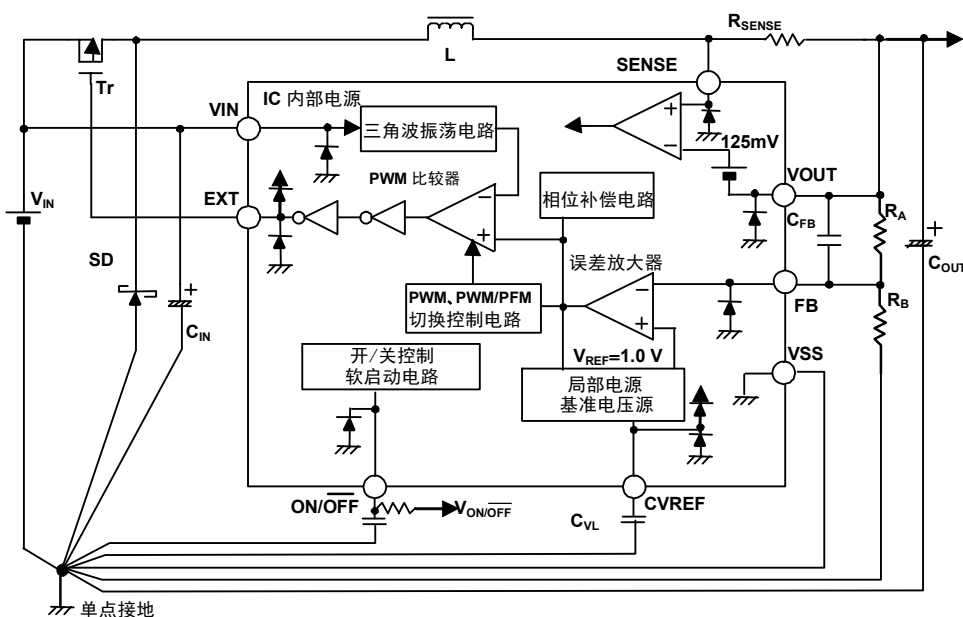 RSENSE
L
SENSE
Tr
VIN
IC 内部电源
三角波振荡电路
125mV
PWM 比较器
相位补偿电路
VOUT
EXT
VIN
CFB
RA
+
−
+
−
−
+
COUT
+
SD
误差放大器
−
+
PWM、PWM/PFM
切换控制电路
FB
RB
+
CIN
VREF=1.0 V
VSS
开/关控制
软启动电路
局部电源
基准电压源
ON/OFF
VON/OFF
CVL
CVREF
单点接地